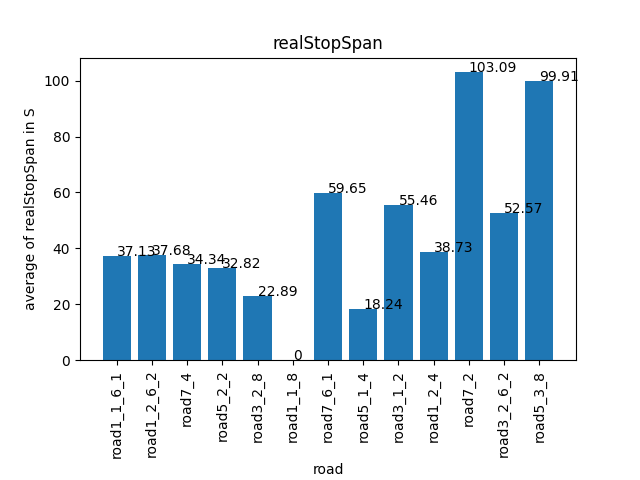 realStopSpan
average of realStopSpan in S
100
80
60
40
20
0
37.13
37.68
34.34
32.82
22.89
0
59.65
18.24
55.46
38.73
103.09
52.57
99.91
road1_1_6_1
road1_2_6_2
road7_4
road5_2_2
road3_2_8
road1_1_8
road7_6_1
road5_1_4
road3_1_2
road1_2_4
road7_2
road3_2_6_2
road5_3_8
road